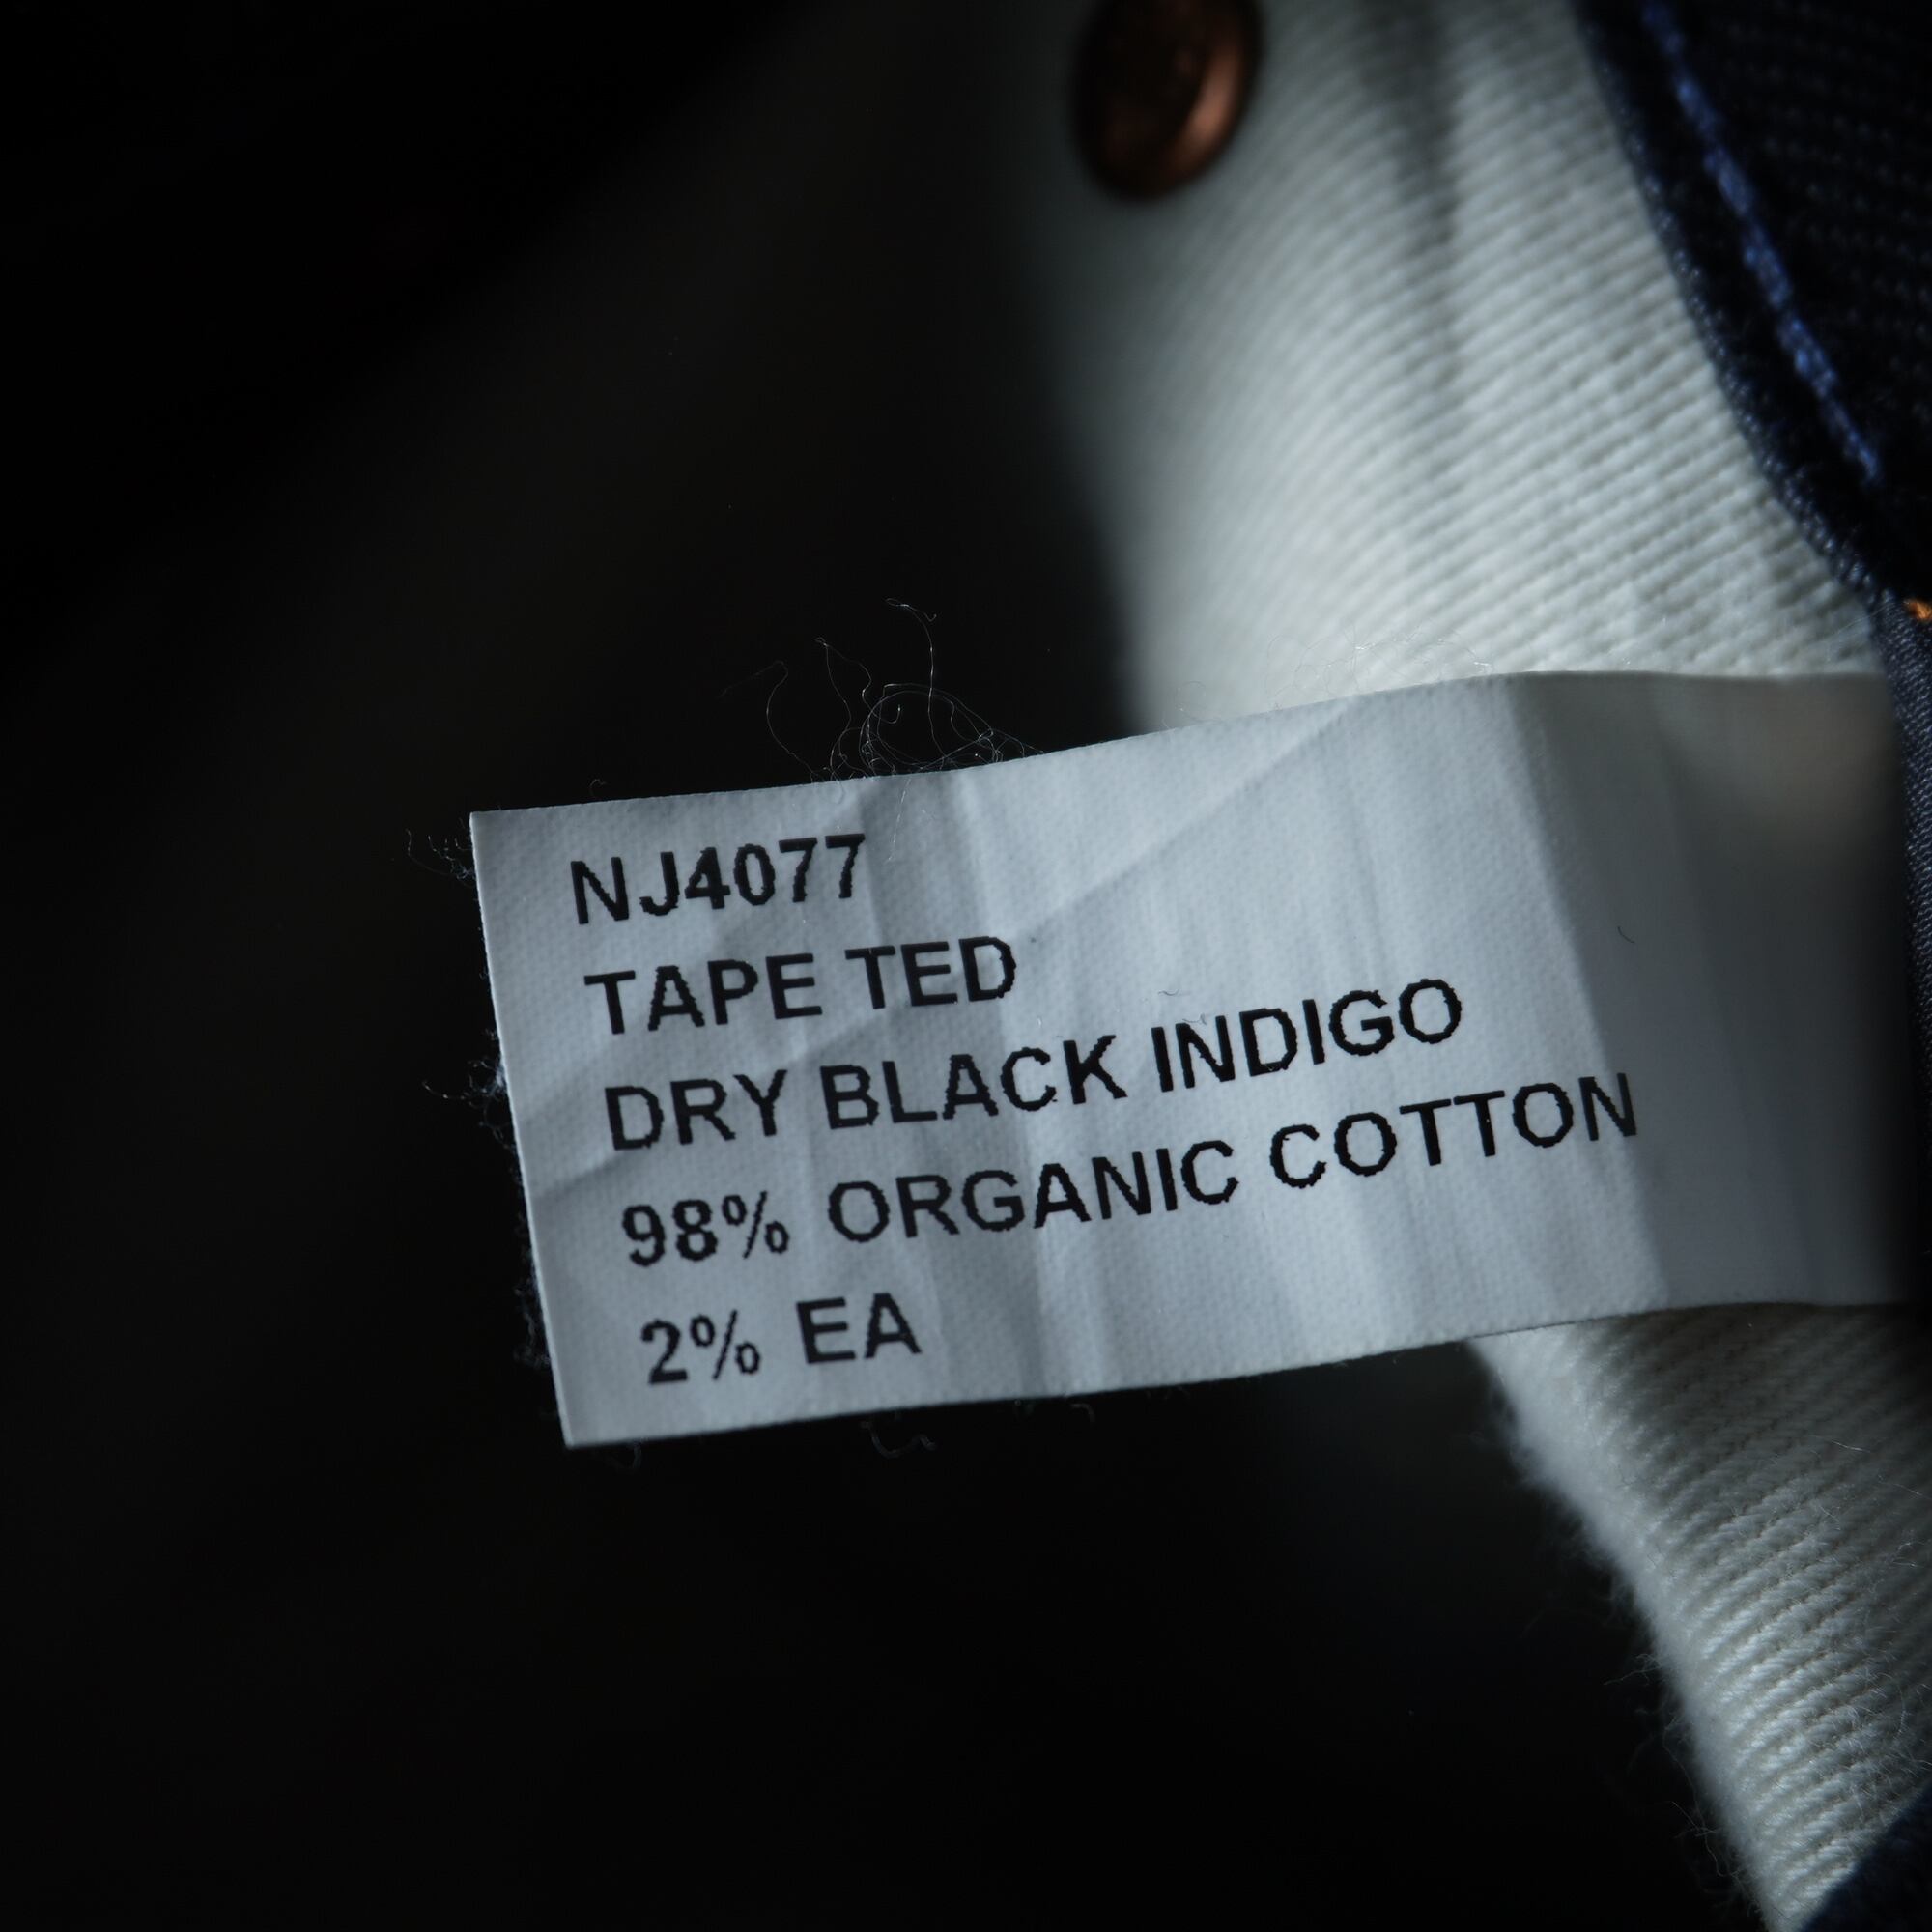 NJ4077
TAPE TED
DRY BLACK INDIGO
98% ORGANIC COTTON
2% EA